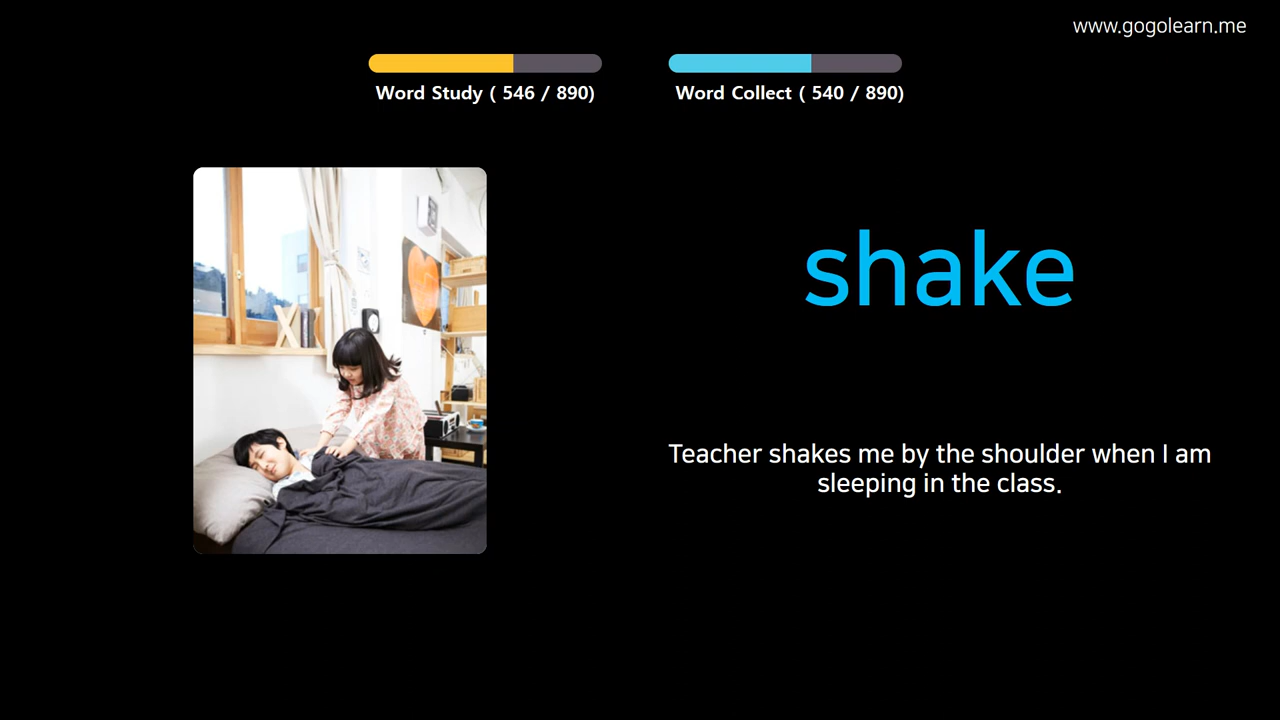 www.gogolearn.me
Word Study ( 546 / 890)
Word Collect ( 540 / 890)
shake
Teacher shakes me by the shoulder when I am
sleeping in the class.